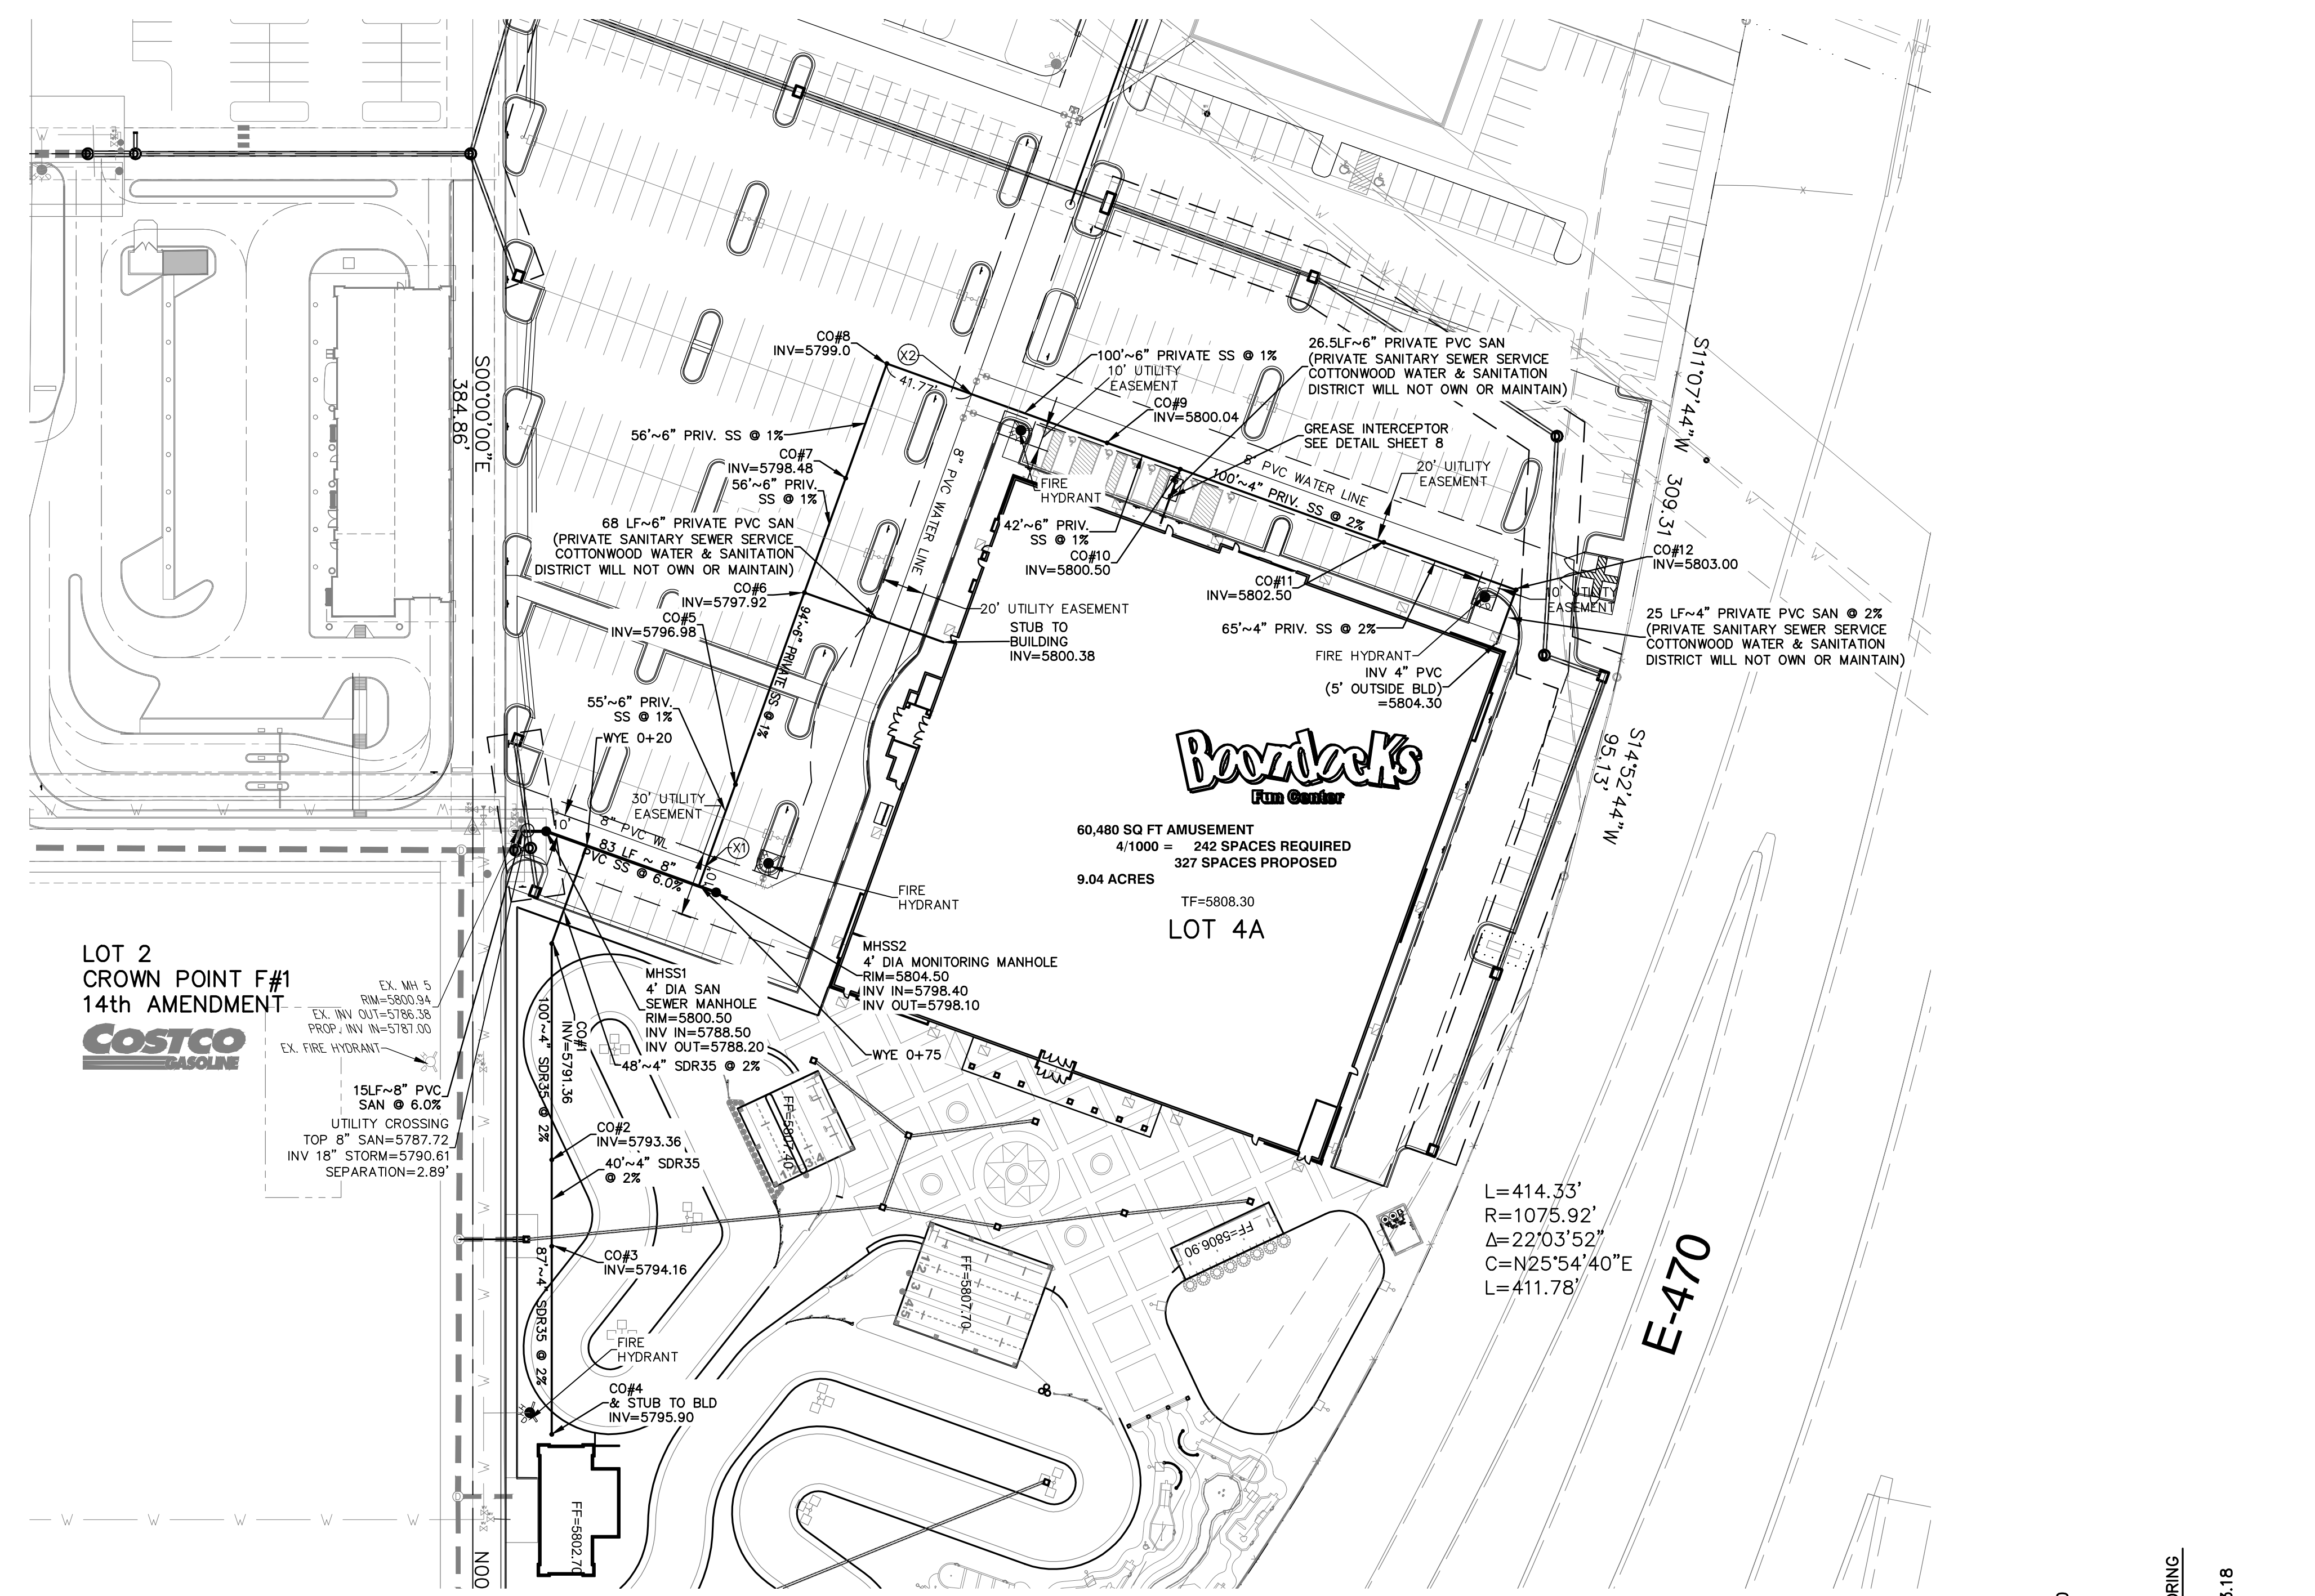 S00°00'00"E
384.86'
CO#8
INV=5799.0
X2
41.77'
100'~6" PRIVATE SS @ 1%
10' UTILITY
EASEMENT
CO#9
INV=5800.04
26.5LF~6" PRIVATE PVC SAN
(PRIVATE SANITARY SEWER SERVICE
COTTONWOOD WATER & SANITATION
DISTRICT WILL NOT OWN OR MAINTAIN)
GREASE INTERCEPTOR
SEE DETAIL SHEET 8
20' UITLITY
EASEMENT
S11°07'44"W
309.31
56'~6" PRIV. SS @ 1%
CO#7
INV=5798.48
56'~6" PRIV.
SS @ 1%
8" PVC WATER LINE
FIRE
HYDRANT
8' PVC WATER LINE
100'~4" PRIV. SS @ 2%
68 LF~6" PRIVATE PVC SAN
(PRIVATE SANITARY SEWER SERVICE
COTTONWOOD WATER & SANITATION
DISTRICT WILL NOT OWN OR MAINTAIN)
42'~6" PRIV.
SS @ 1%
CO#10
INV=5800.50
CO#12
INV=5803.00
CO#6
INV=5797.92
CO#11
INV=5802.50
10' UTILITY
EASEMENT
CO#5
INV=5796.98
94'~6" PRIVATE SS @ 1%
20' UTILITY EASEMENT
STUB TO
BUILDING
INV=5800.38
65'~4" PRIV. SS @ 2%
25 LF~4" PRIVATE PVC SAN @ 2%
(PRIVATE SANITARY SEWER SERVICE
COTTONWOOD WATER & SANITATION
DISTRICT WILL NOT OWN OR MAINTAIN)
FIRE HYDRANT
INV 4" PVC
(5' OUTSIDE BLD)
=5804.30
55'~6" PRIV.
SS @ 1%
WYE 0+20
30' UTILITY
EASEMENT
10'
8" PVC WL
83 LF ~ 8"
PVC SS @ 6.0%
X1
10'
Boondocks
Fun Center
S14°52'44"W
95.13'
60,480 SQ FT AMUSEMENT
4/1000 = 242 SPACES REQUIRED
327 SPACES PROPOSED
9.04 ACRES
TF=5808.30
LOT 4A
FIRE
HYDRANT
LOT 2
CROWN POINT F#1
14th AMENDMENT
COSTCO
GASOLINE
EX. MH 5
RIM=5800.94
EX. INV OUT=5786.38
PROP. INV IN=5787.00
EX. FIRE HYDRANT
MHSS2
4' DIA MONITORING MANHOLE
RIM=5804.50
INV IN=5798.40
INV OUT=5798.10
MHSS1
4' DIA SAN
SEWER MANHOLE
RIM=5800.50
INV IN=5788.50
INV OUT=5788.20
48'~4" SDR35 @ 2%
WYE 0+75
CO#1
INV=5791.36
100'~4" SDR35 @ 2%
15LF~8" PVC
SAN @ 6.0%
UTILITY CROSSING
TOP 8" SAN=5787.72
INV 18" STORM=5790.61
SEPARATION=2.89'
CO#2
INV=5793.36
40'~4" SDR35
@ 2%
FF=5807.40
1 2 3 4
CO#3
INV=5794.16
87'~4" SDR35 @ 2%
FF=5807.70
1 2 3 4 5
FF=5806.90
L=414.33'
R=1075.92'
Δ=22°03'52"
C=N25°54'40"E
L=411.78'
E-470
FIRE
HYDRANT
CO#4
& STUB TO BLD
INV=5795.90
FF=5802.70
N00